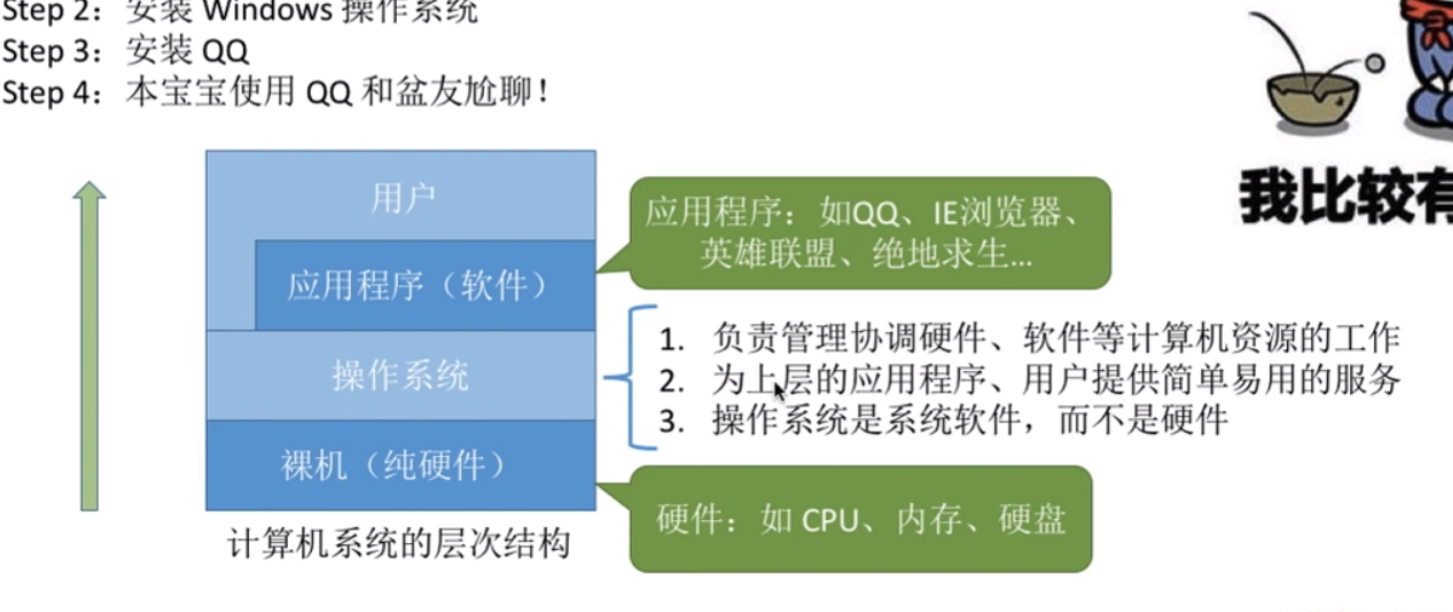 Step 2：安装 Windows 操作系统
Step 3：安装 QQ
Step 4：本宝宝使用 QQ 和盆友尬聊！
用户
应用程序（软件）
操作系统
裸机（纯硬件）
计算机系统的层次结构
应用程序：如QQ、IE浏览器、
英雄联盟、绝地求生...
1. 负责管理协调硬件、软件等计算机资源的工作
2. 为上层的应用程序、用户提供简单易用的服务
3. 操作系统是系统软件，而不是硬件
硬件：如 CPU、内存、硬盘
我比较有